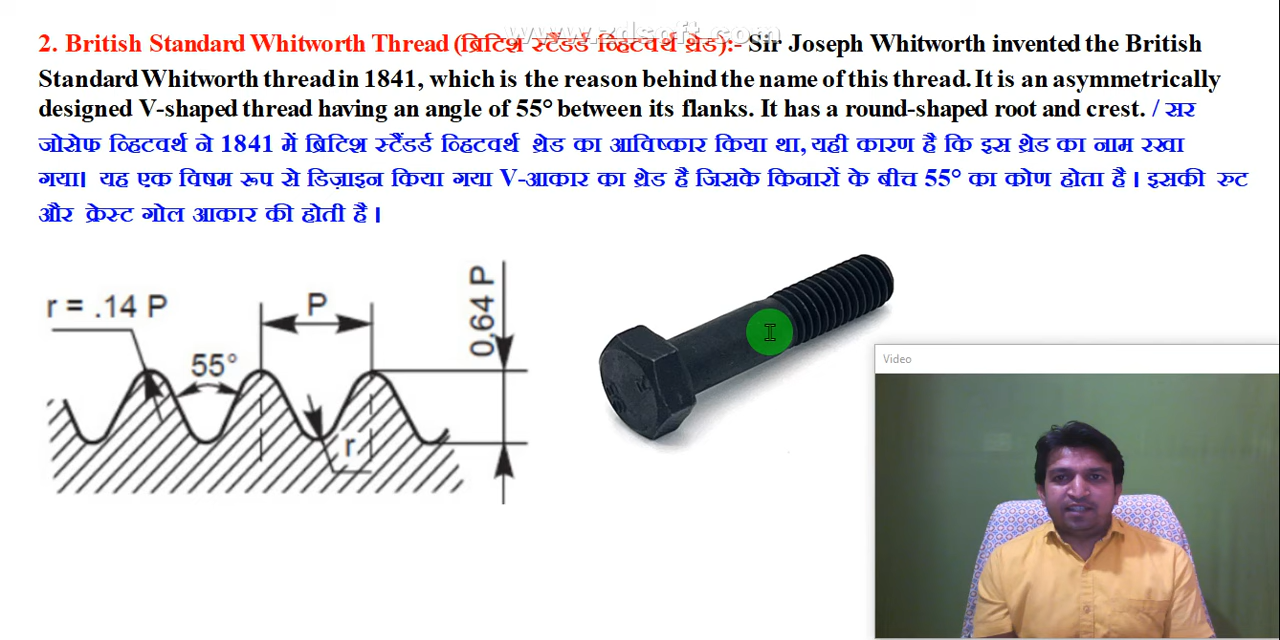 www.zdsoft.com
2. British Standard Whitworth Thread (ब्रिटिश स्टैंडर्ड व्हिटवर्थ थ्रेड):- Sir Joseph Whitworth invented the British
Standard Whitworth thread in 1841, which is the reason behind the name of this thread. It is an asymmetrically
designed V-shaped thread having an angle of 55° between its flanks. It has a round-shaped root and crest. / सर
जोसेफ व्हिटवर्थ ने 1841 में ब्रिटिश स्टैंडर्ड व्हिटवर्थ थ्रेड का आविष्कार किया था, यही कारण है कि इस थ्रेड का नाम रखा
गया। यह एक विषम रूप से डिज़ाइन किया गया V-आकार का थ्रेड है जिसके किनारों के बीच 55° का कोण होता है। इसकी रुट
और क्रेस्ट गोल आकार की होती है।
r = .14 P
P
0,64 P
55°
r
Video